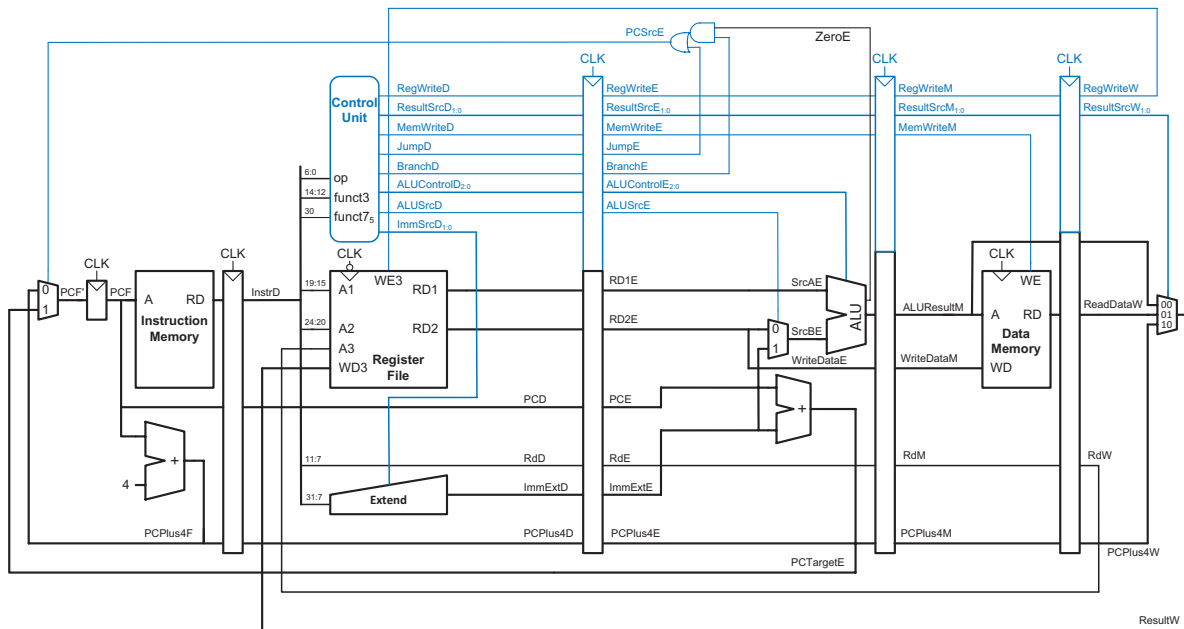 PCSrcE
ZeroE
CLK
CLK
CLK
Control
Unit
RegWriteD
RegWriteE
RegWriteM
RegWriteW
ResultSrcD1:0
ResultSrcE1:0
ResultSrcM1:0
ResultSrcW1:0
MemWriteD
MemWriteE
MemWriteM
JumpD
JumpE
BranchD
BranchE
6:0
op
ALUControlD2:0
ALUControlE2:0
14:12
funct3
ALUSrcD
ALUSrcE
30
funct75
ImmSrcD1:0
CLK
CLK
CLK
CLK
0
1
PCF'
PCF
A
RD
Instruction
Memory
InstrD
19:15
A1
WE3
RD1
RD1E
SrcAE
WE
24:20
A2
RD2
RD2E
0
1
SrcBE
ALU
ALUResultM
A
RD
ReadDataW
00
01
10
A3
Register
File
WD3
WriteDataE
WriteDataM
Data
Memory
WD
PCD
PCE
+
4
+
11:7
RdD
RdE
RdM
RdW
31:7
Extend
ImmExtD
ImmExtE
PCPlus4F
PCPlus4D
PCPlus4E
PCPlus4M
PCPlus4W
PCTargetE
ResultW